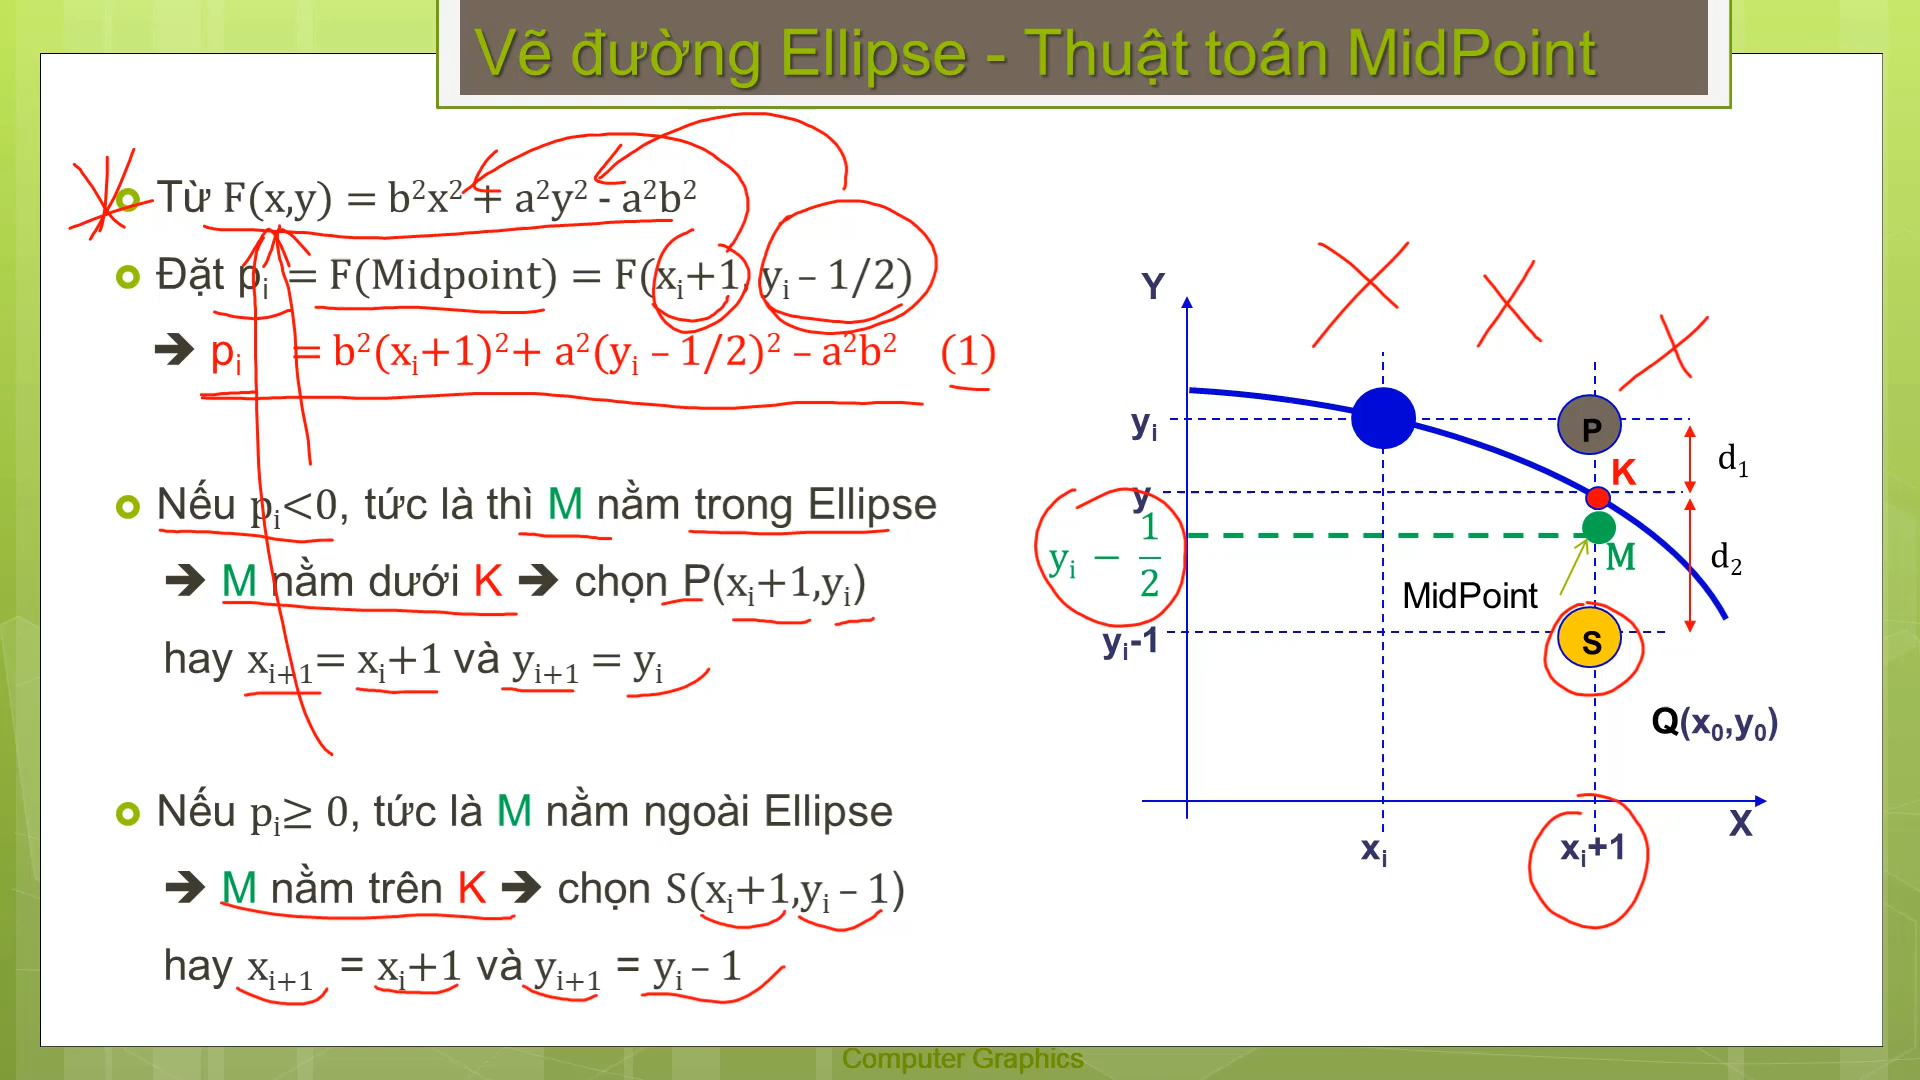 Vẽ đường Ellipse - Thuật toán MidPoint
Từ F(x,y) = b²x² + a²y² - a²b²
Đặt pᵢ = F(Midpoint) = F(xᵢ+1, yᵢ – 1/2)
➔ pᵢ = b²(xᵢ+1)²+ a²(yᵢ – 1/2)² – a²b² (1)
Nếu pᵢ<0, tức là thì M nằm trong Ellipse
➔ M nằm dưới K ➔ chọn P(xᵢ+1,yᵢ)
hay xᵢ₊₁= xᵢ+1 và yᵢ₊₁ = yᵢ
Nếu pᵢ≥ 0, tức là M nằm ngoài Ellipse
➔ M nằm trên K ➔ chọn S(xᵢ+1,yᵢ – 1)
hay xᵢ₊₁ = xᵢ+1 và yᵢ₊₁ = yᵢ – 1
Y
yᵢ
P
K
d₁
y
yᵢ – 1/2
M
d₂
MidPoint
yᵢ-1
S
Q(x₀,y₀)
X
xᵢ
xᵢ+1
Computer Graphics